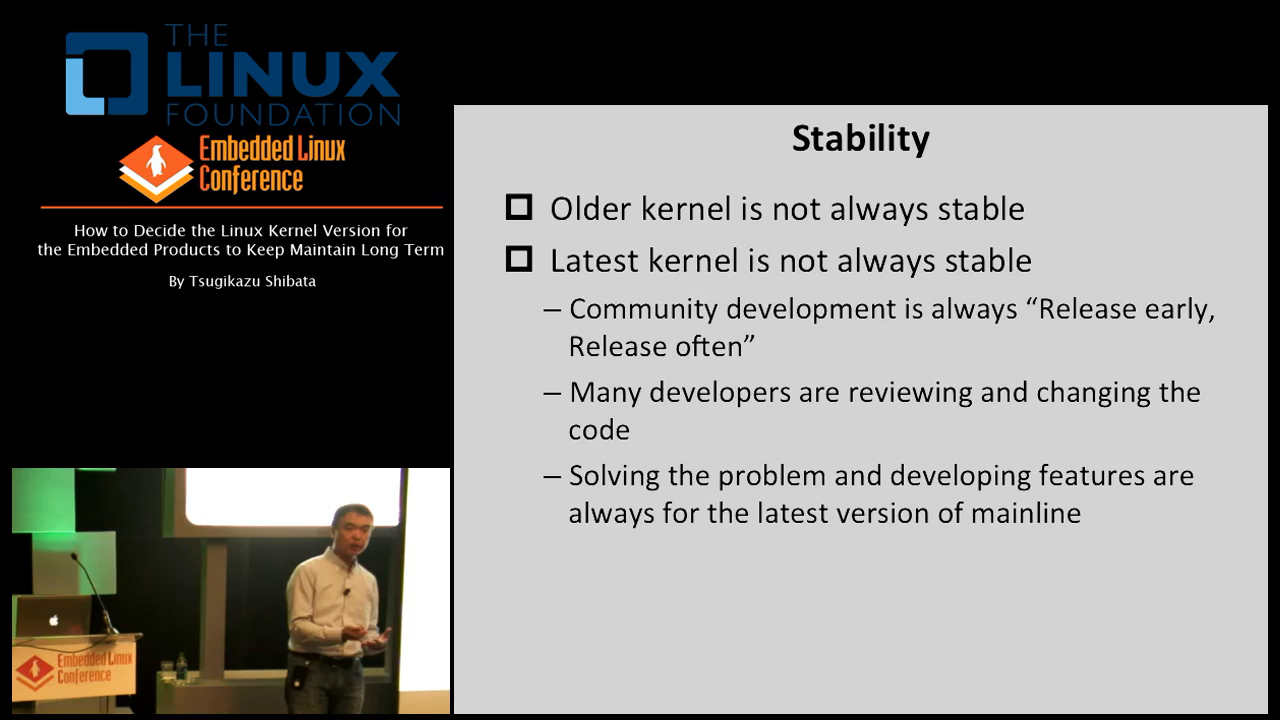 THE
LINUX
FOUNDATION
Embedded Linux
Conference
How to Decide the Linux Kernel Version for
the Embedded Products to Keep Maintain Long Term
By Tsugikazu Shibata
Stability
Older kernel is not always stable
Latest kernel is not always stable
– Community development is always “Release early,
Release often”
– Many developers are reviewing and changing the
code
– Solving the problem and developing features are
always for the latest version of mainline
Embedded Linux
Conference